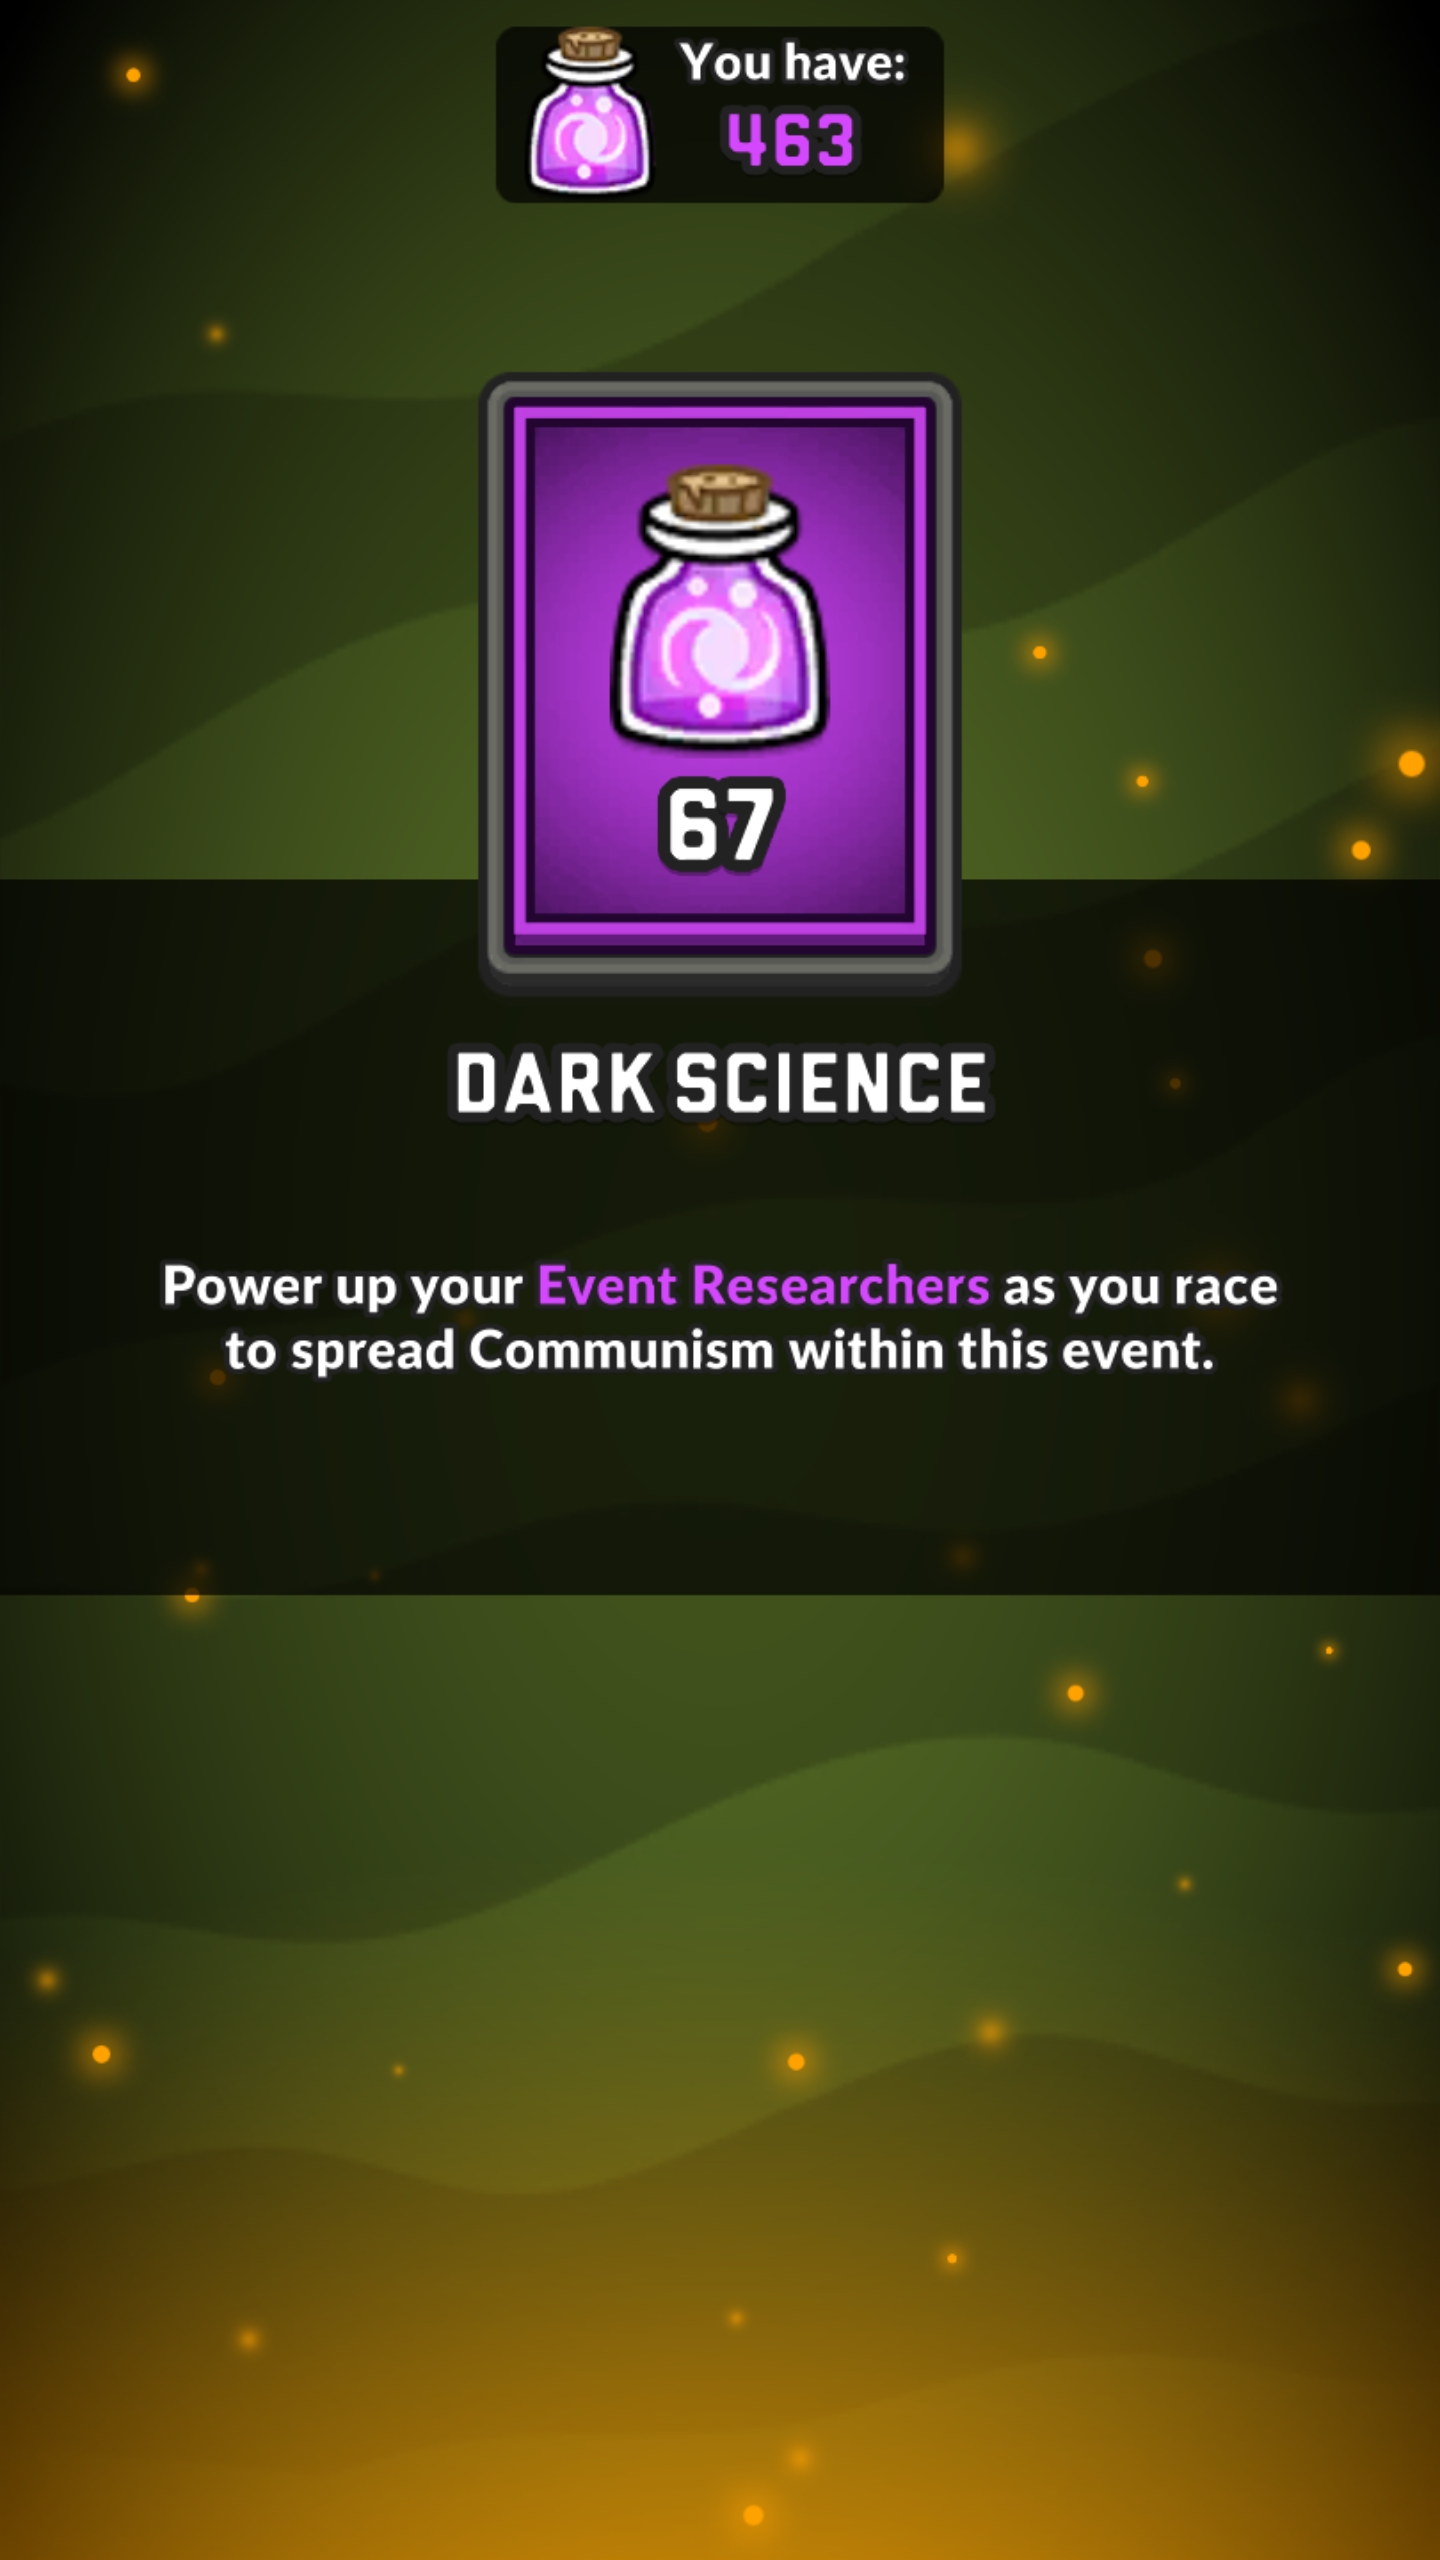 You have:
463
67
DARK SCIENCE
Power up your Event Researchers as you race
to spread Communism within this event.